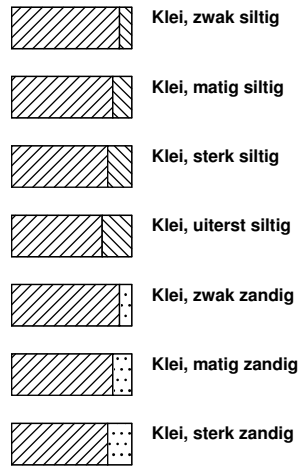 Klei, zwak siltig
Klei, matig siltig
Klei, sterk siltig
Klei, uiterst siltig
Klei, zwak zandig
Klei, matig zandig
Klei, sterk zandig